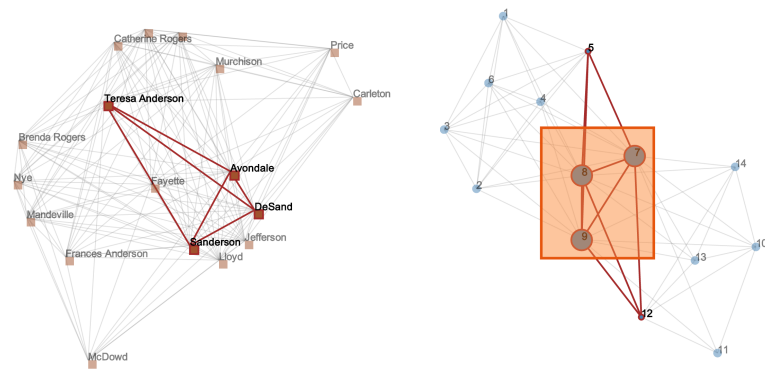 Catherine Rogers
Price
Murchison
Carleton
Teresa Anderson
Brenda Rogers
Avondale
Nye
Fayette
DeSand
Mandeville
Sanderson
Jefferson
Frances Anderson
Lloyd
McDowd
1
5
6
4
3
7
8
14
2
9
10
13
12
11